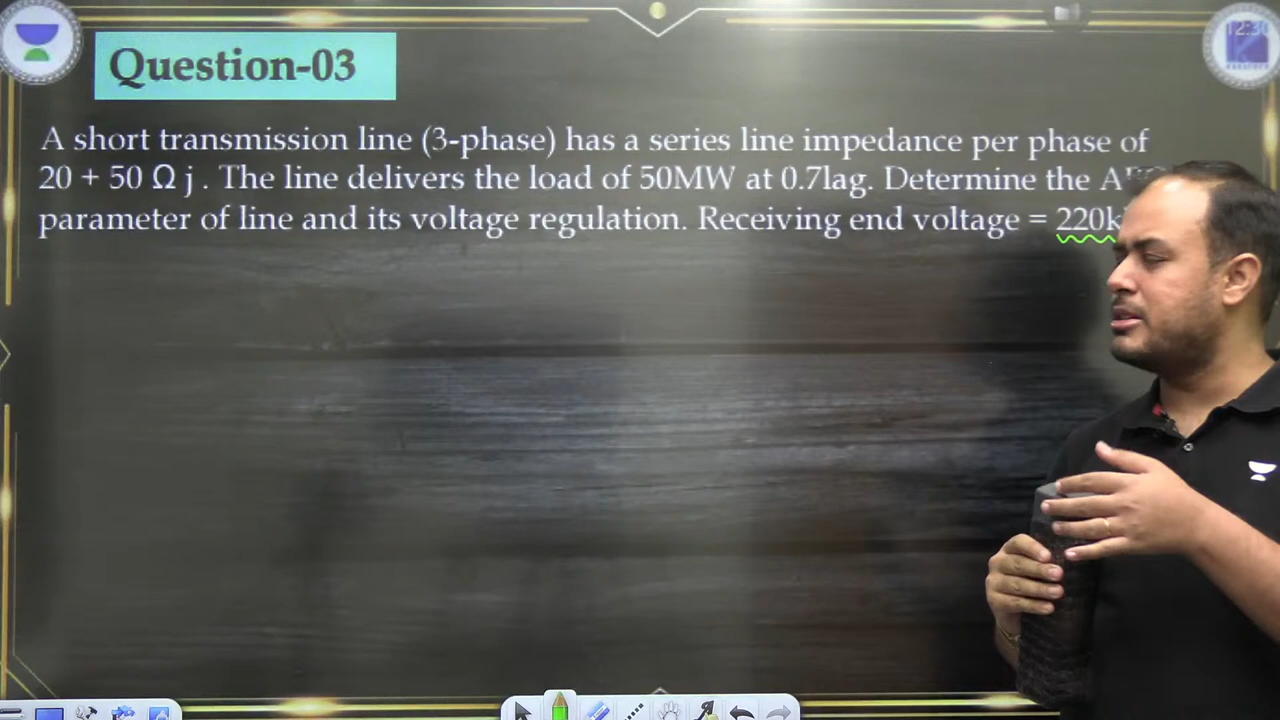 Question-03
12:30
A short transmission line (3-phase) has a series line impedance per phase of
20 + 50 Ω j . The line delivers the load of 50MW at 0.7lag. Determine the
parameter of line and its voltage regulation. Receiving end voltage =